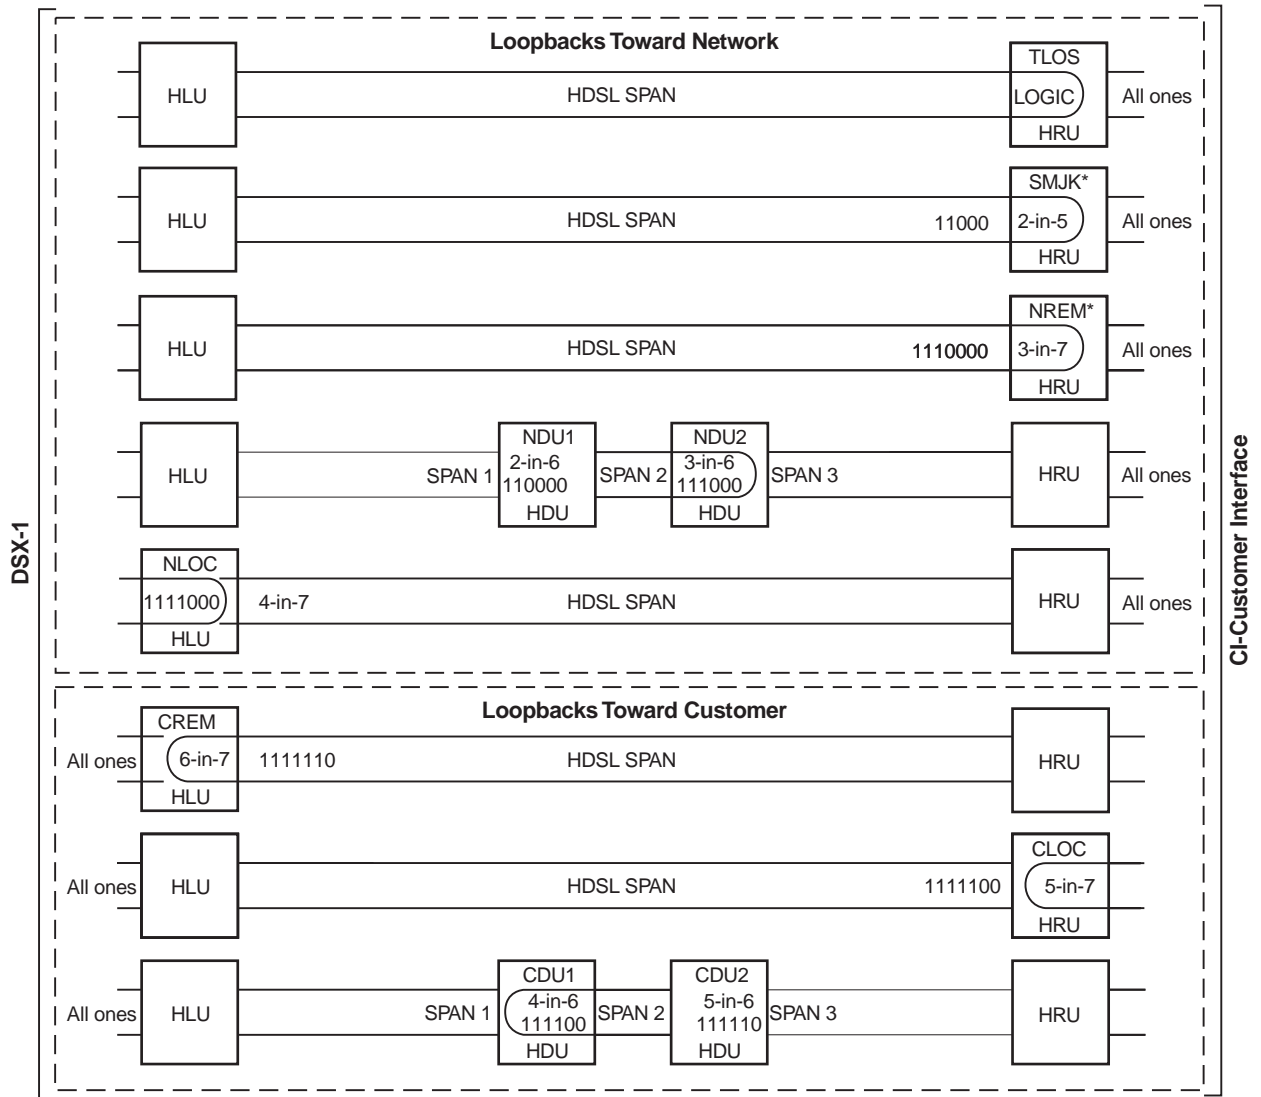 Loopbacks Toward Network
HLU
HDSL SPAN
TLOS
LOGIC
HRU
All ones
HLU
HDSL SPAN
11000
SMJK*
2-in-5
HRU
All ones
HLU
HDSL SPAN
1110000
NREM*
3-in-7
HRU
All ones
HLU
SPAN 1
NDU1
2-in-6
110000
HDU
SPAN 2
NDU2
3-in-6
111000
HDU
SPAN 3
HRU
All ones
NLOC
1111000
HLU
4-in-7
HDSL SPAN
HRU
All ones
DSX-1
CI-Customer Interface
Loopbacks Toward Customer
All ones
CREM
6-in-7
HLU
1111110
HDSL SPAN
HRU
All ones
HLU
HDSL SPAN
1111100
CLOC
5-in-7
HRU
All ones
HLU
SPAN 1
CDU1
4-in-6
111100
HDU
SPAN 2
CDU2
5-in-6
111110
HDU
SPAN 3
HRU